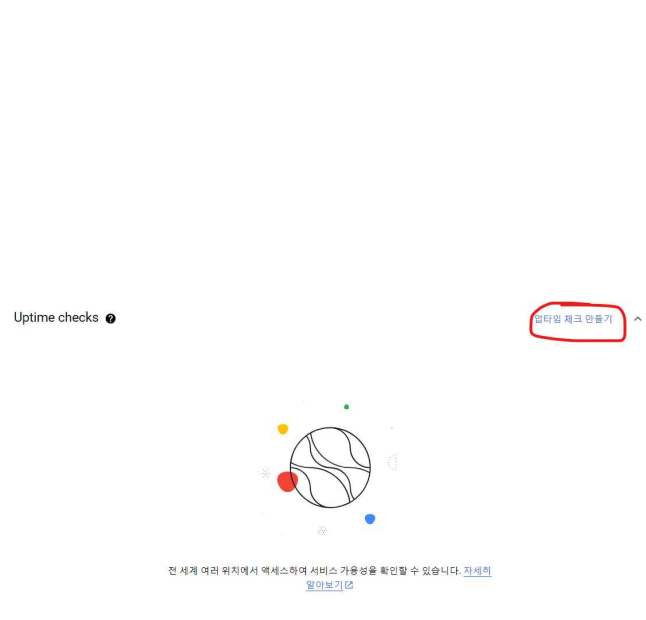 Uptime checks
업타임 체크 만들기
전 세계 여러 위치에서 액세스하여 서비스 가용성을 확인할 수 있습니다. 자세히
알아보기